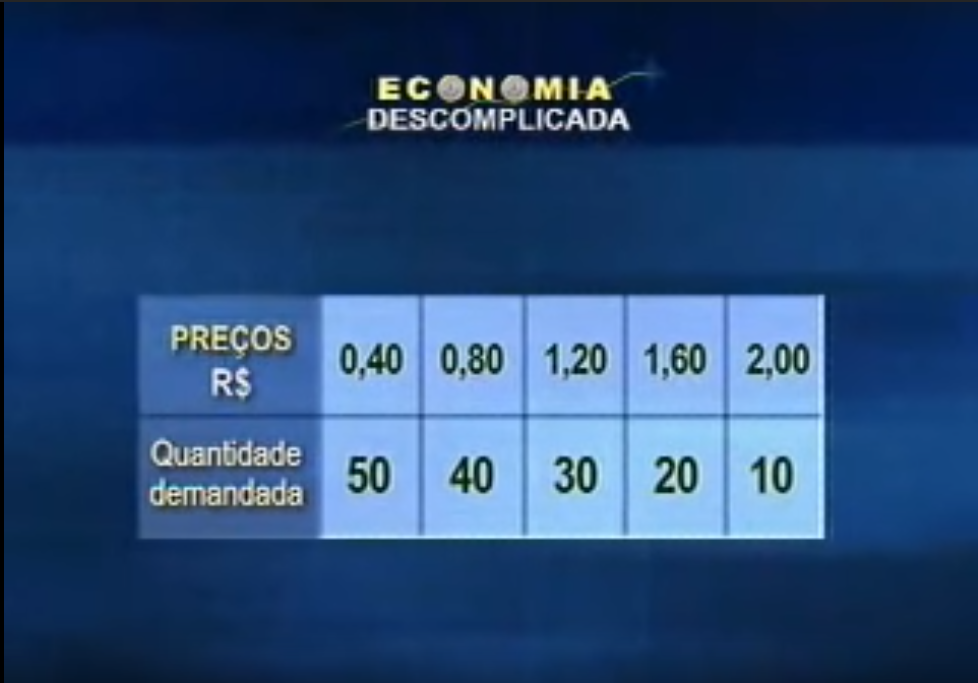 ECONOMIA
DESCOMPLICADA
PREÇOS R$ 0,40 0,80 1,20 1,60 2,00
Quantidade demandada 50 40 30 20 10